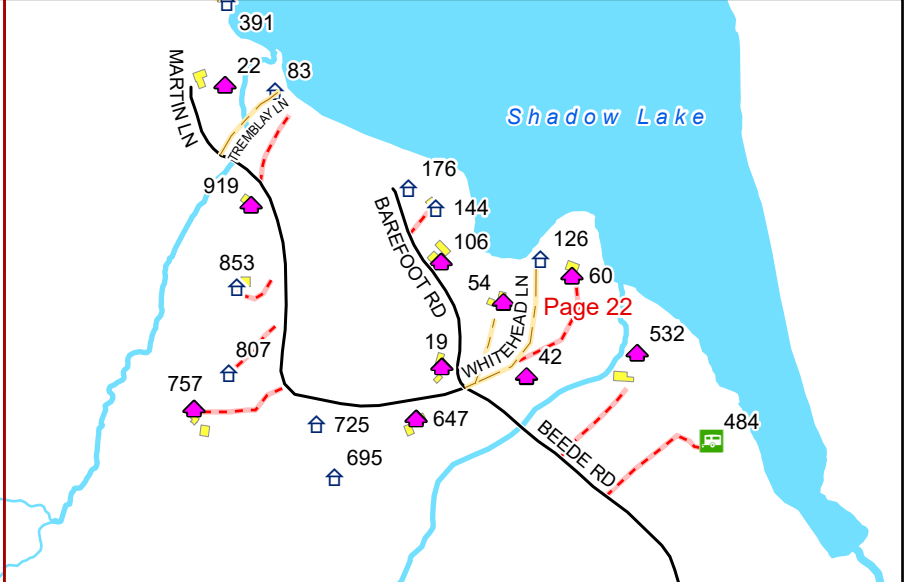 391
22
83
MARTIN LN
TREMBLAY LN
Shadow Lake
919
176
144
BAREFOOT RD
106
126
853
54
60
Page 22
WHITEHEAD LN
532
807
19
42
757
725
647
484
BEEDE RD
695